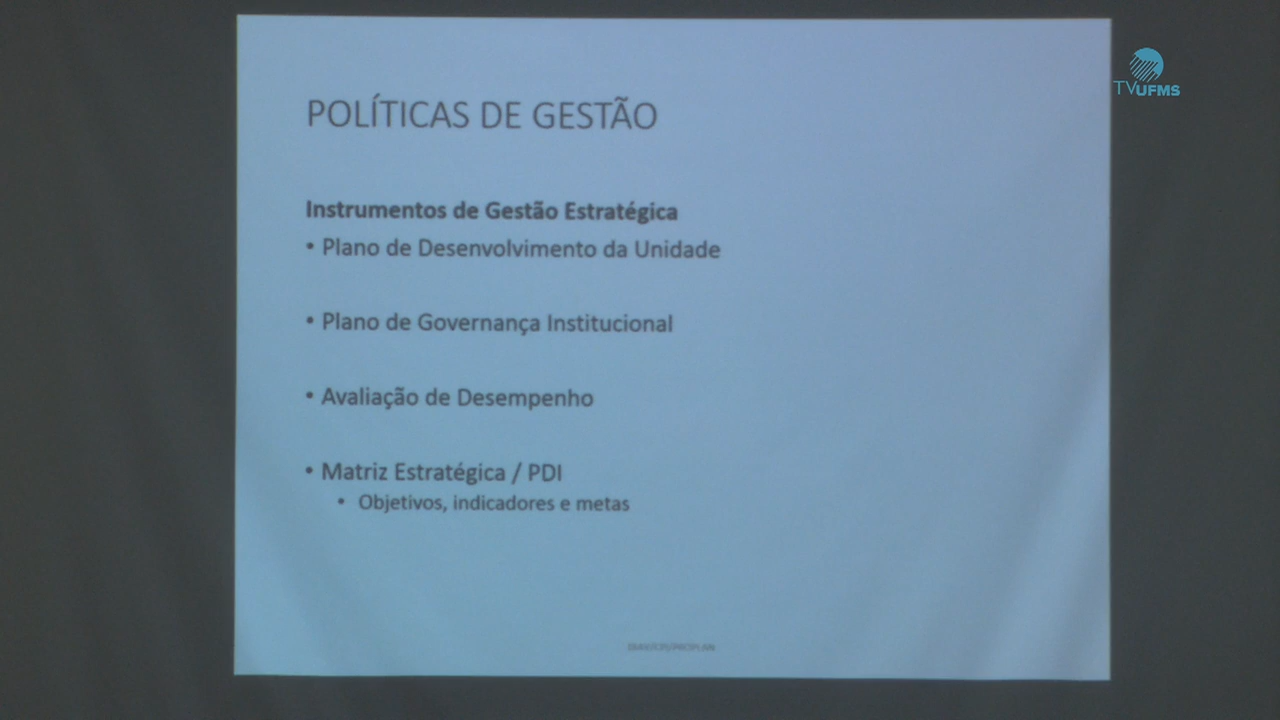 TVUFMS
POLÍTICAS DE GESTÃO
Instrumentos de Gestão Estratégica
• Plano de Desenvolvimento da Unidade
• Plano de Governança Institucional
• Avaliação de Desempenho
• Matriz Estratégica / PDI
• Objetivos, indicadores e metas